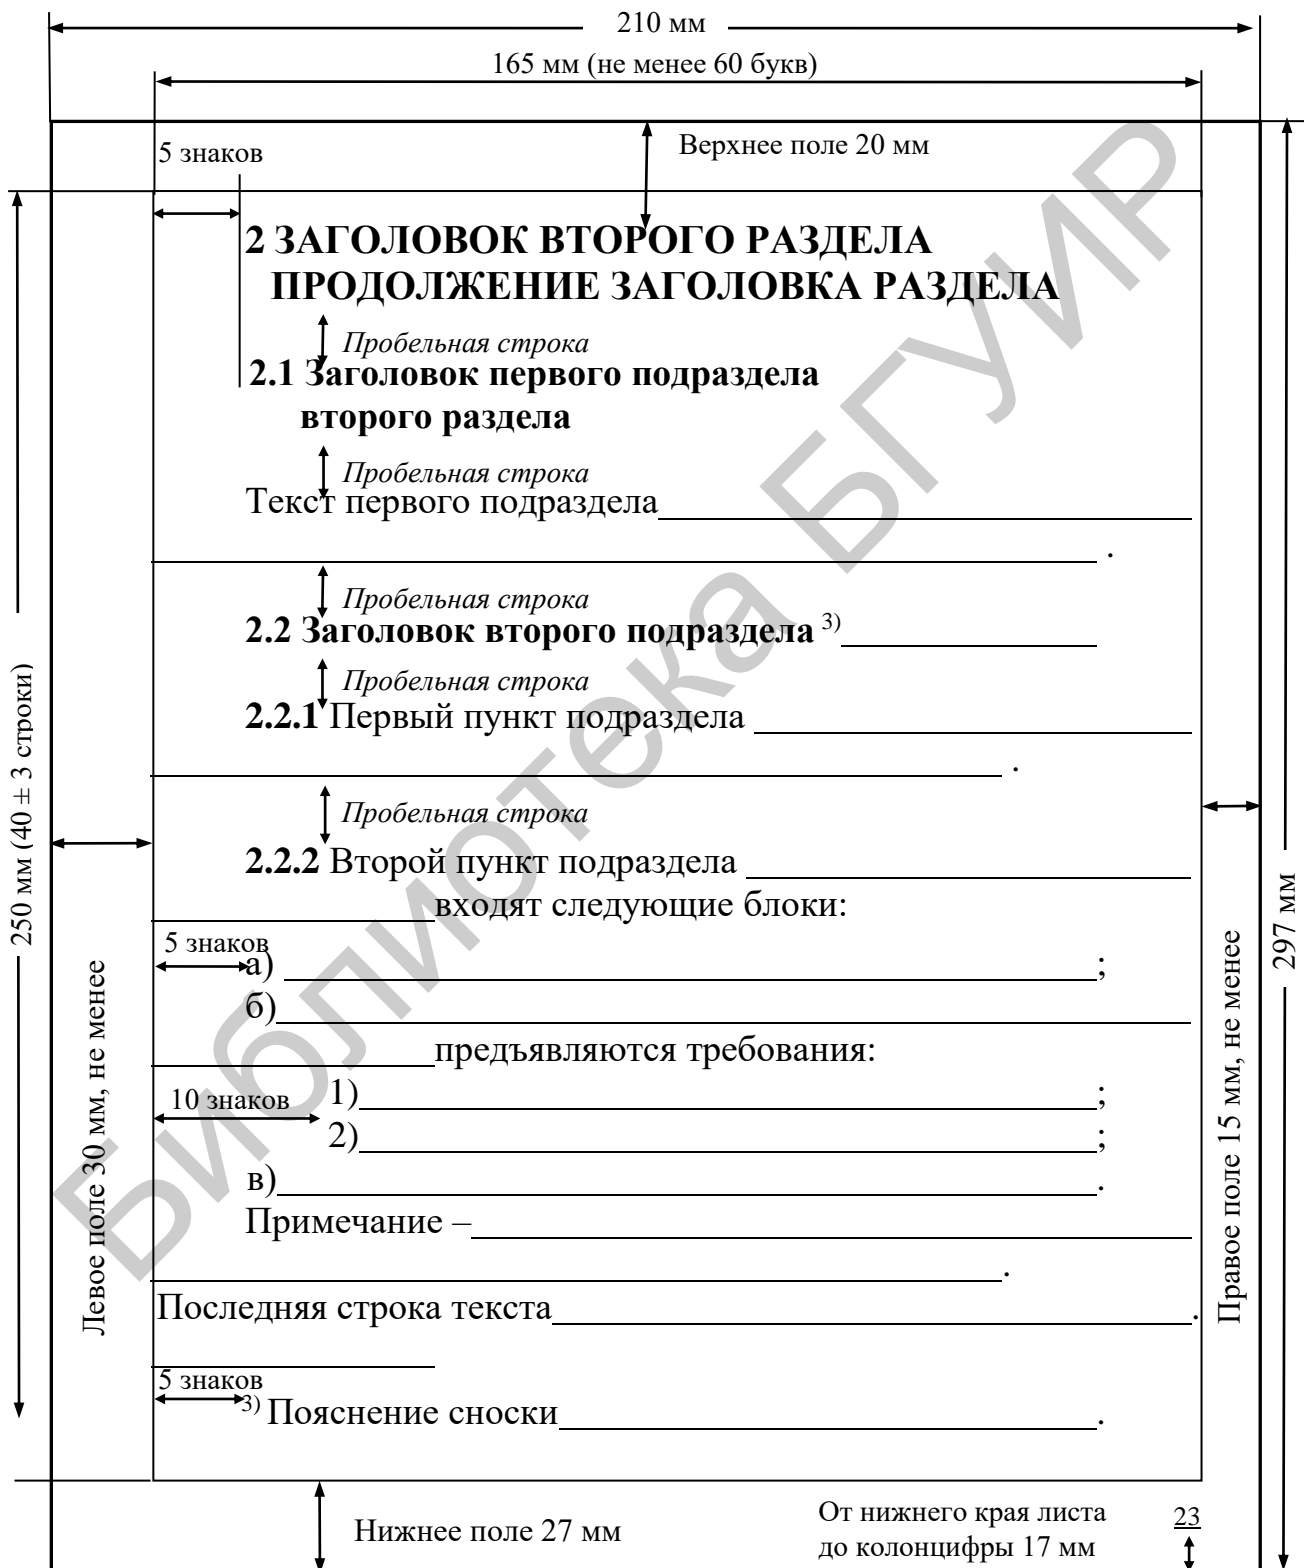 210 мм
165 мм (не менее 60 букв)
5 знаков
Верхнее поле 20 мм
2 ЗАГОЛОВОК ВТОРОГО РАЗДЕЛА
ПРОДОЛЖЕНИЕ ЗАГОЛОВКА РАЗДЕЛА
Пробельная строка
2.1 Заголовок первого подраздела
второго раздела
Пробельная строка
Текст первого подраздела
.
Пробельная строка
2.2 Заголовок второго подраздела 3)
Пробельная строка
2.2.1 Первый пункт подраздела
.
Пробельная строка
2.2.2 Второй пункт подраздела
входят следующие блоки:
5 знаков
а) ;
б)
предъявляются требования:
10 знаков
1) ;
2) ;
в) .
Примечание –
.
Последняя строка текста .
5 знаков
3) Пояснение сноски .
Нижнее поле 27 мм
От нижнего края листа
до колонцифры 17 мм
23
250 мм (40 ± 3 строки)
Левое поле 30 мм, не менее
Правое поле 15 мм, не менее
297 мм
Библиотека БГУИР